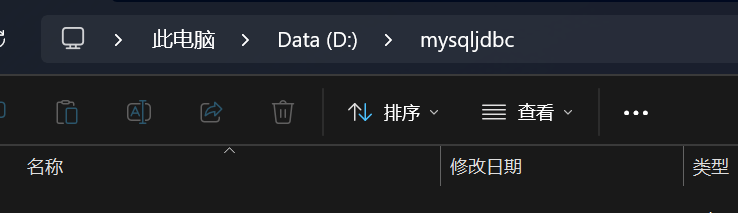 此电脑 Data (D:) mysqljdbc
排序 查看
名称 修改日期 类型